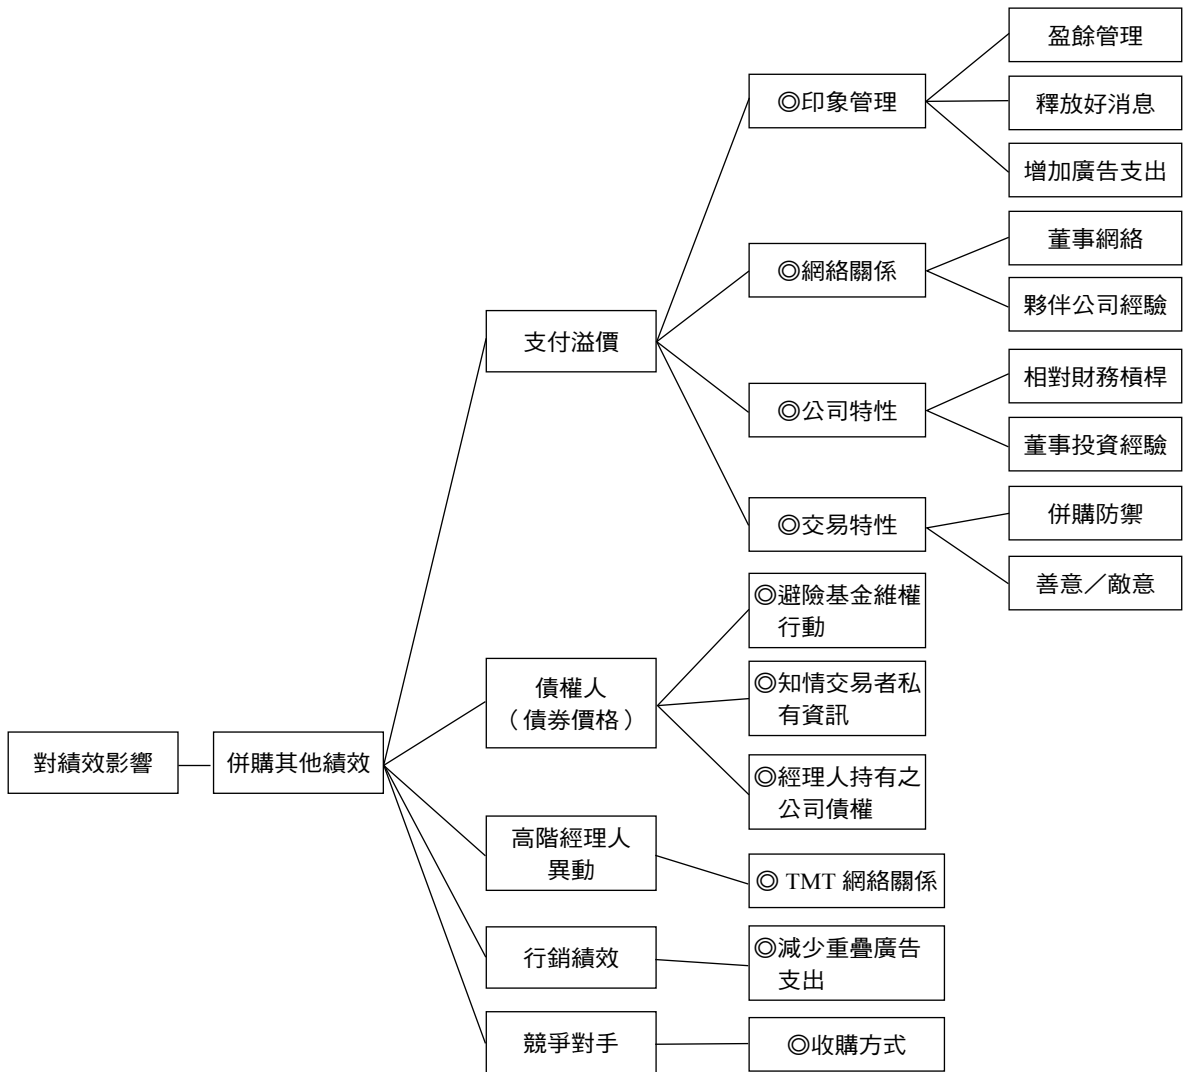 對績效影響
併購其他績效
支付溢價
◎印象管理
盈餘管理
釋放好消息
增加廣告支出
◎網絡關係
董事網絡
夥伴公司經驗
◎公司特性
相對財務槓桿
董事投資經驗
◎交易特性
併購防禦
善意／敵意
債權人
（債券價格）
◎避險基金維權
行動
◎知情交易者私
有資訊
◎經理人持有之
公司債權
高階經理人
異動
◎ TMT 網絡關係
行銷績效
◎減少重疊廣告
支出
競爭對手
◎收購方式